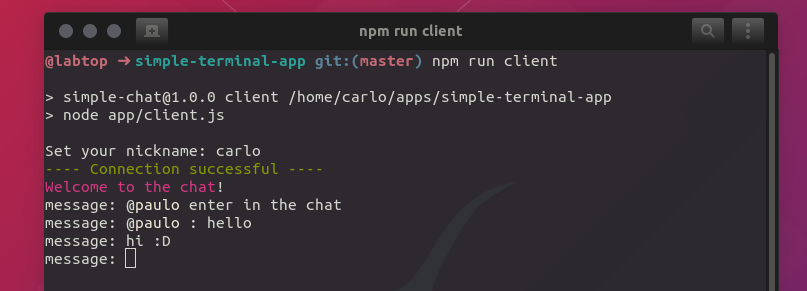 npm run client
@labtop ➜ simple-terminal-app git:(master) npm run client
> simple-chat@1.0.0 client /home/carlo/apps/simple-terminal-app
> node app/client.js
Set your nickname: carlo
---- Connection successful ----
Welcome to the chat!
message: @paulo enter in the chat
message: @paulo : hello
message: hi :D
message: